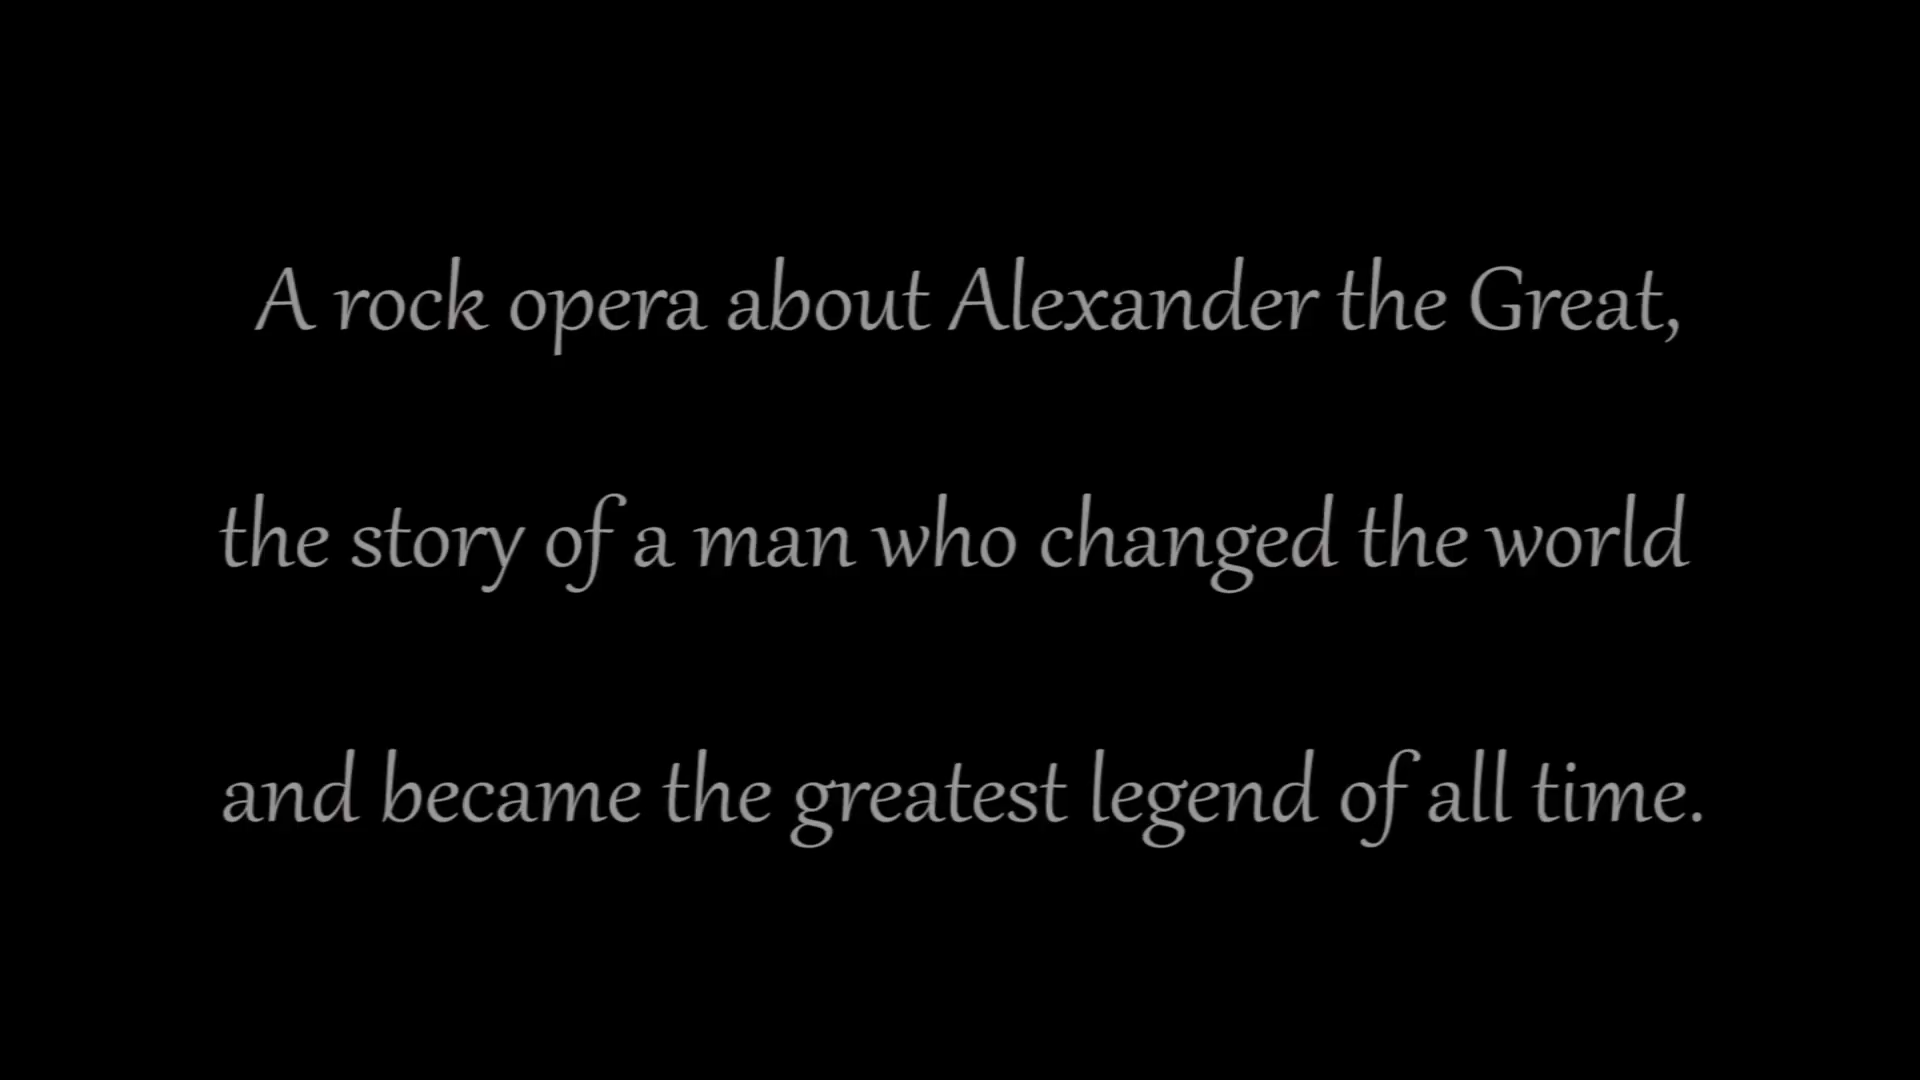 A rock opera about Alexander the Great,
the story of a man who changed the world
and became the greatest legend of all time.